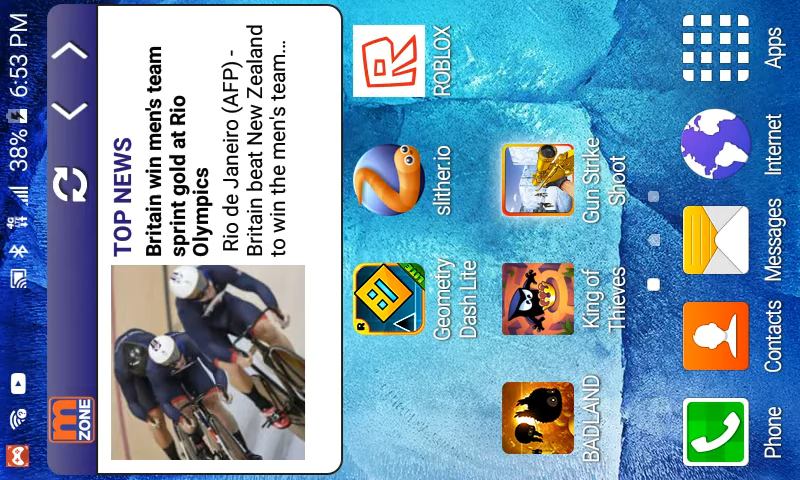 4G LTE 38% 6:53 PM
m
ZONE
TOP NEWS
Britain win men's team
sprint gold at Rio
Olympics
Rio de Janeiro (AFP) -
Britain beat New Zealand
to win the men's team...
Geometry
Dash Lite
slither.io
ROBLOX
BADLAND
King of
Thieves
Gun Strike
Shoot
Phone
Contacts
Messages
Internet
Apps